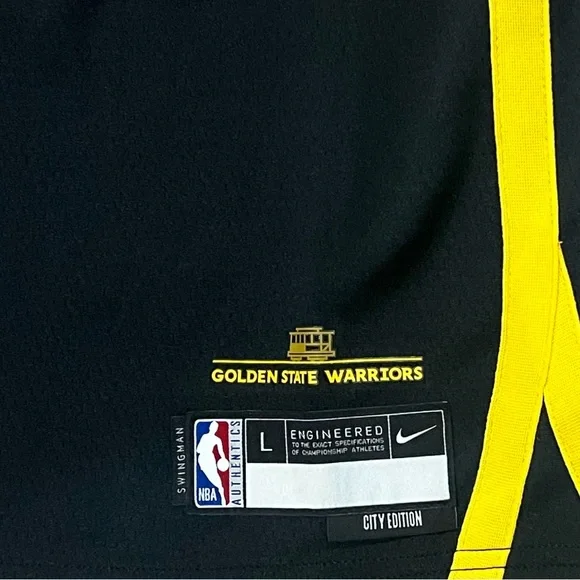 GOLDEN STATE WARRIORS
SWINGMAN
NBA
AUTHENTICS
L
ENGINEERED
TO THE EXACT SPECIFICATIONS
OF CHAMPIONSHIP ATHLETES
CITY EDITION